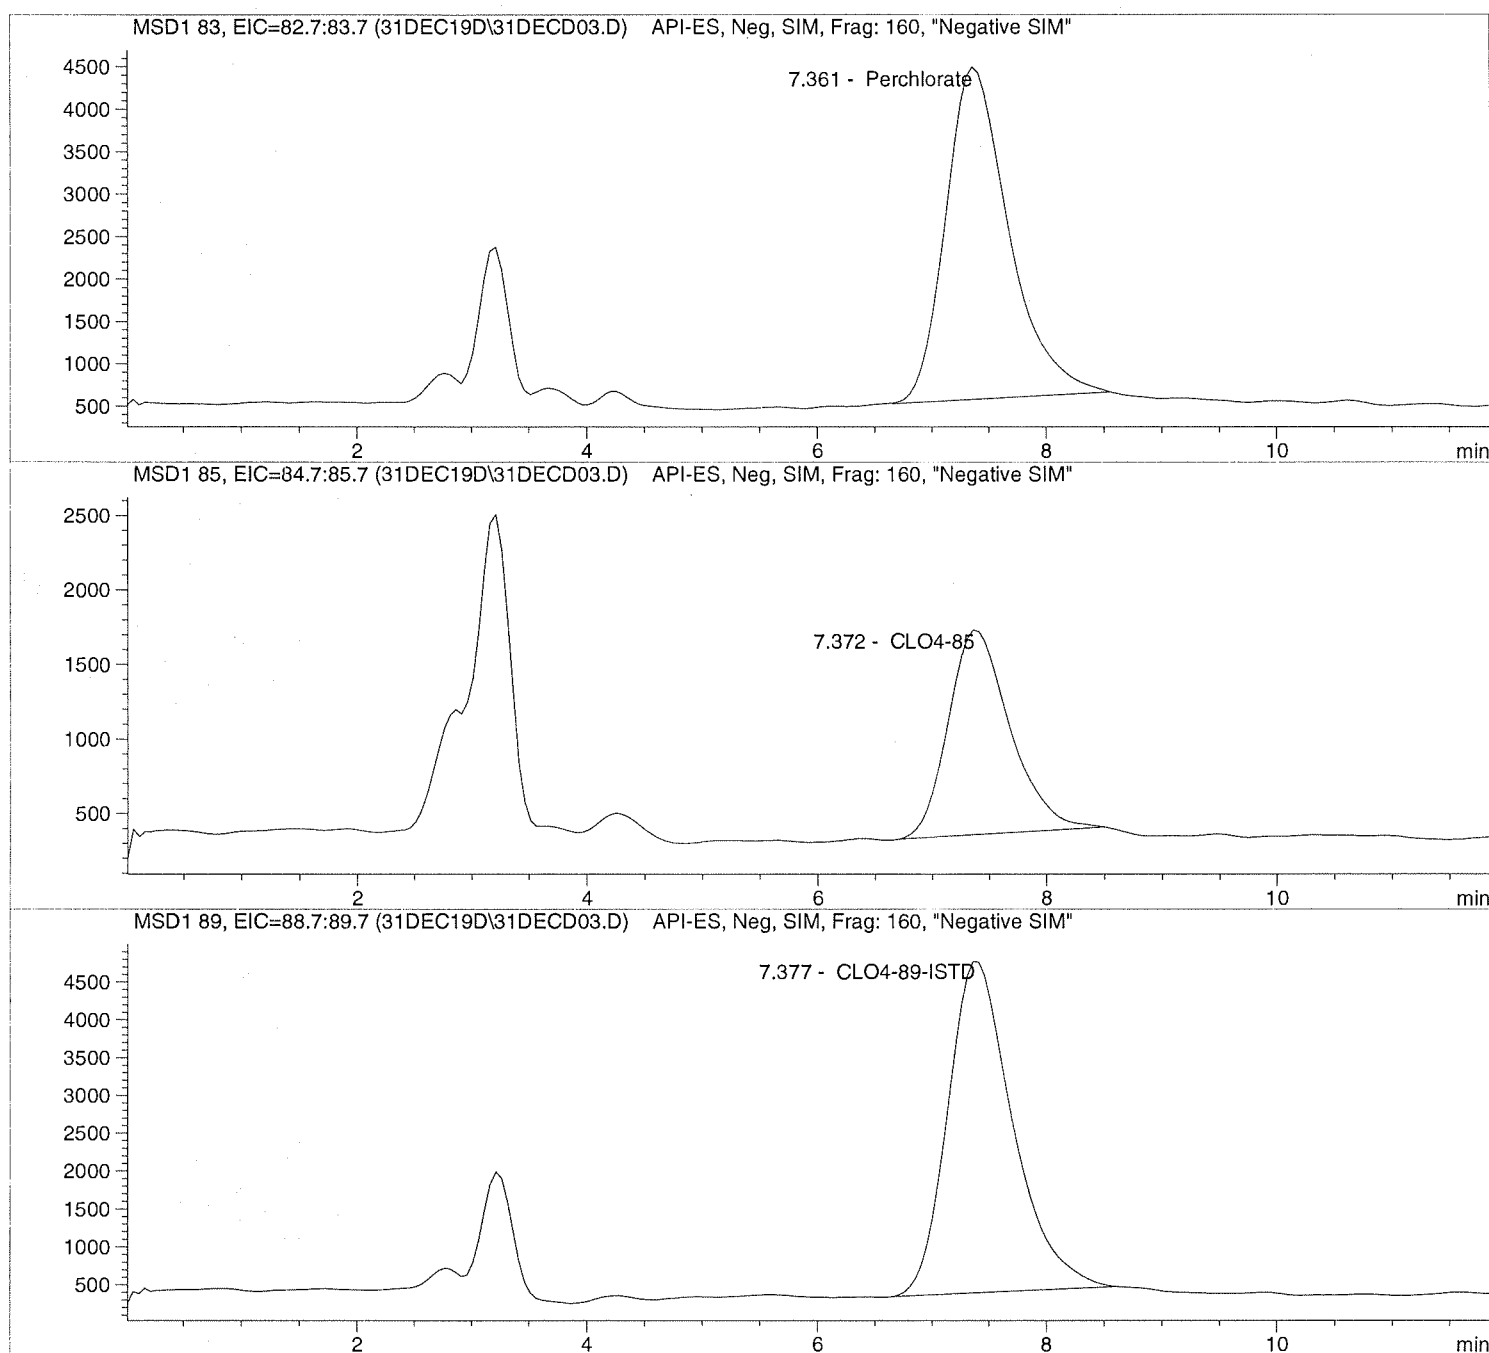 MSD1 83, EIC=82.7:83.7 (31DEC19D\31DECD03.D) API-ES, Neg, SIM, Frag: 160, "Negative SIM"
4500
7.361 - Perchlorate
4000
3500
3000
2500
2000
1500
1000
500
2 4 6 8 10 min
MSD1 85, EIC=84.7:85.7 (31DEC19D\31DECD03.D) API-ES, Neg, SIM, Frag: 160, "Negative SIM"
2500
2000
7.372 - CLO4-85
1500
1000
500
2 4 6 8 10 min
MSD1 89, EIC=88.7:89.7 (31DEC19D\31DECD03.D) API-ES, Neg, SIM, Frag: 160, "Negative SIM"
7.377 - CLO4-89-ISTD
4500
4000
3500
3000
2500
2000
1500
1000
500
2 4 6 8 10 min